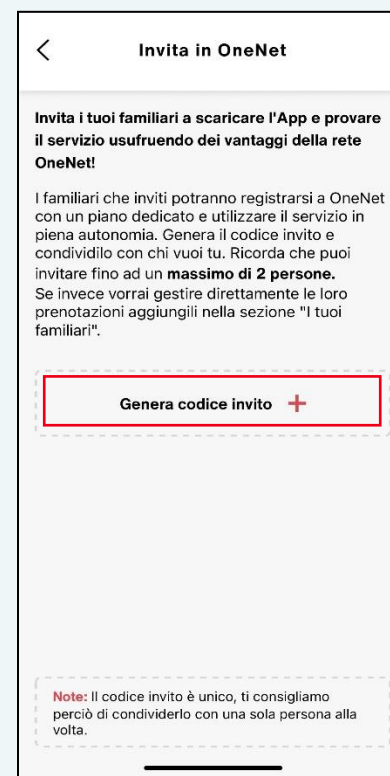 Invita in OneNet
Invita i tuoi familiari a scaricare l'App e provare
il servizio usufruendo dei vantaggi della rete
OneNet!
I familiari che inviti potranno registrarsi a OneNet
con un piano dedicato e utilizzare il servizio in
piena autonomia. Genera il codice invito e
condividilo con chi vuoi tu. Ricorda che puoi
invitare fino ad un massimo di 2 persone.
Se invece vorrai gestire direttamente le loro
prenotazioni aggiungili nella sezione "I tuoi
familiari".
Genera codice invito +
Note: Il codice invito è unico, ti consigliamo
perciò di condividerlo con una sola persona alla
volta.